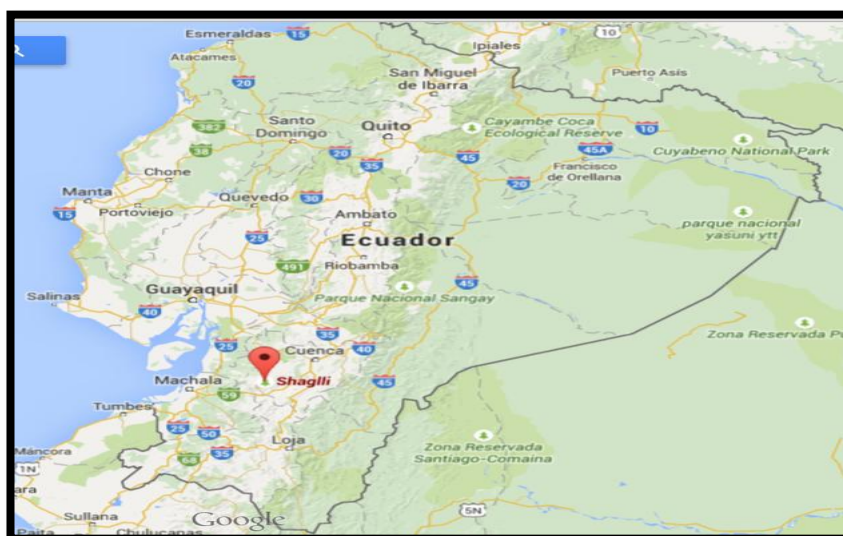 Esmeraldas
15
Atacames
10
Ipiales
20
San Miguel
de Ibarra
Puerto Asís
382
Santo
Domingo
Quito
Cayambe Coca
Ecological Reserve
10
38
20
35
45
45A
Cuyabeno National Park
Chone
Francisco
de Orellana
20
Manta
Quevedo
30
15
Portoviejo
Ambato
parque nacional
yasuni ytt
25
Ecuador
491
Riobamba
45
Salinas
Guayaquil
Parque Nacional Sangay
40
35
Zona Reservada Pu
25
Cuenca
40
Machala
Shaglli
45
59
Tumbes
25
50
Loja
Zona Reservada
Santiago-Comaina
Máncora
68
35
1N
ara
5N
Sullana
Google
Paita
Chulucanas